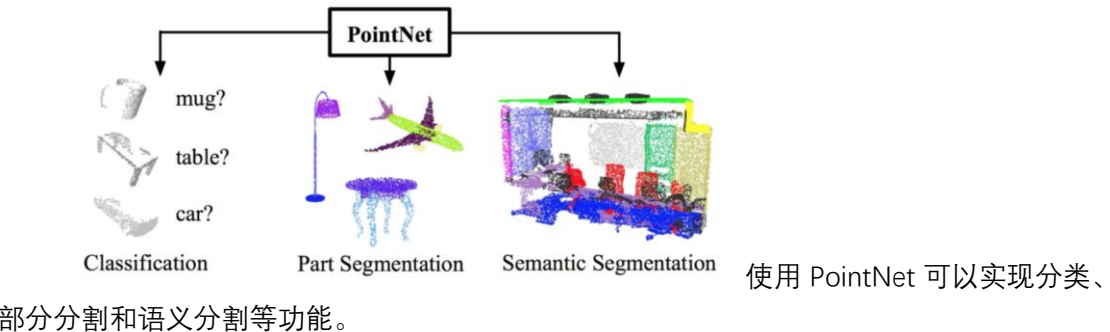 PointNet
mug?
table?
car?
Classification
Part Segmentation
Semantic Segmentation
使用 PointNet 可以实现分类、
部分分割和语义分割等功能。